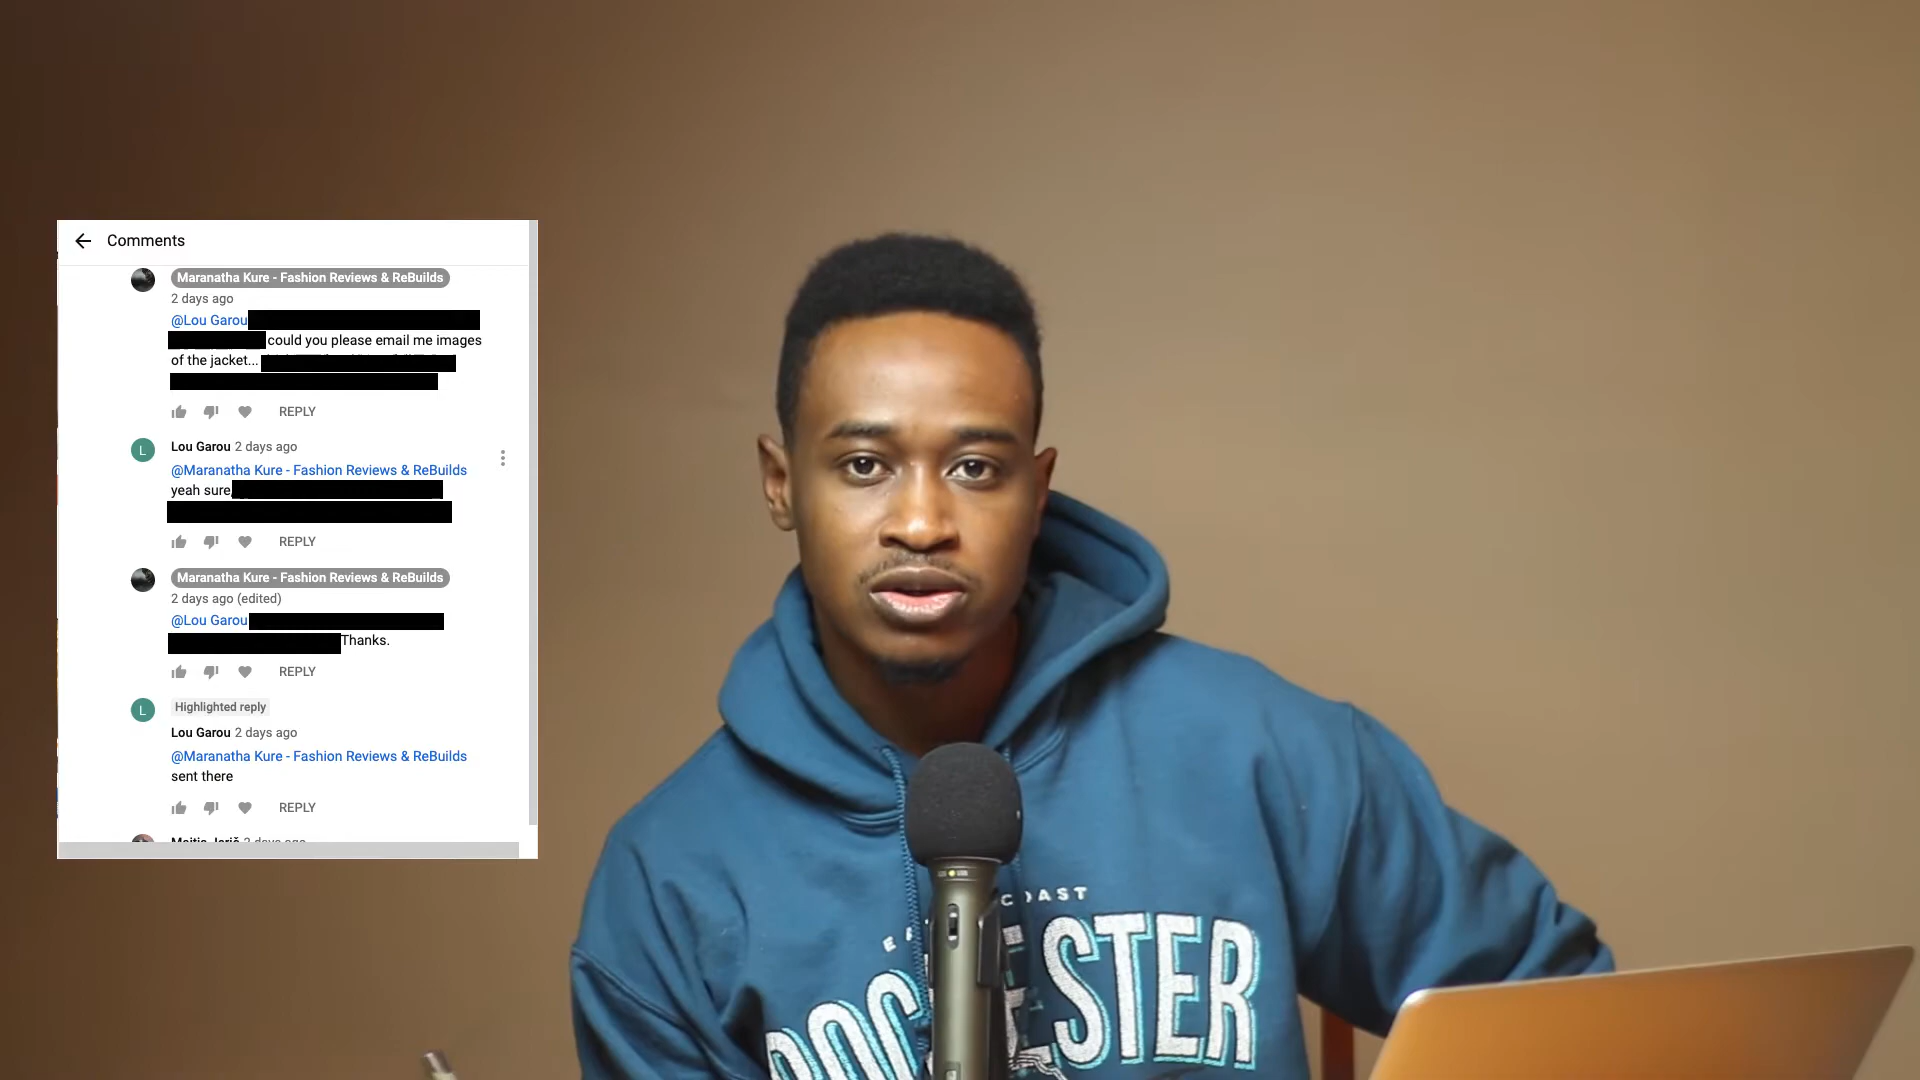 Comments
Maranatha Kure - Fashion Reviews & ReBuilds
2 days ago
@Lou Garou
could you please email me images
of the jacket...
REPLY
Lou Garou 2 days ago
@Maranatha Kure - Fashion Reviews & ReBuilds
yeah sure,
REPLY
Maranatha Kure - Fashion Reviews & ReBuilds
2 days ago (edited)
@Lou Garou
Thanks.
REPLY
L
Highlighted reply
Lou Garou 2 days ago
@Maranatha Kure - Fashion Reviews & ReBuilds
sent there
REPLY
2 days ago
COAST
STER